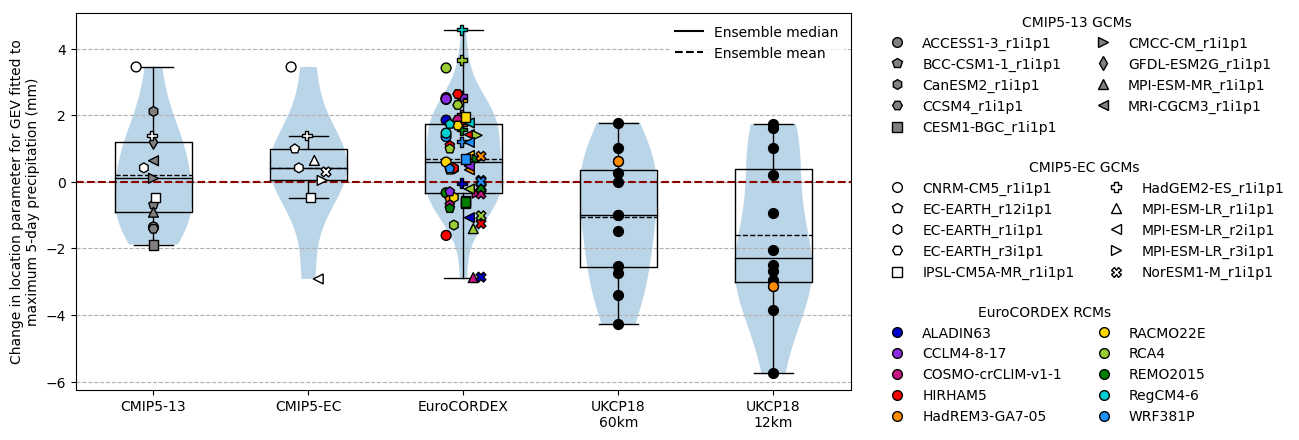 Change in location parameter for GEV fitted to
maximum 5-day precipitation (mm)
4
2
0
−2
−4
−6
Ensemble median
Ensemble mean
CMIP5-13
CMIP5-EC
EuroCORDEX
UKCP18
60km
UKCP18
12km
CMIP5-13 GCMs
ACCESS1-3_r1i1p1
BCC-CSM1-1_r1i1p1
CanESM2_r1i1p1
CCSM4_r1i1p1
CESM1-BGC_r1i1p1
CMCC-CM_r1i1p1
GFDL-ESM2G_r1i1p1
MPI-ESM-MR_r1i1p1
MRI-CGCM3_r1i1p1
CMIP5-EC GCMs
CNRM-CM5_r1i1p1
EC-EARTH_r12i1p1
EC-EARTH_r1i1p1
EC-EARTH_r3i1p1
IPSL-CM5A-MR_r1i1p1
HadGEM2-ES_r1i1p1
MPI-ESM-LR_r1i1p1
MPI-ESM-LR_r2i1p1
MPI-ESM-LR_r3i1p1
NorESM1-M_r1i1p1
EuroCORDEX RCMs
ALADIN63
CCLM4-8-17
COSMO-crCLIM-v1-1
HIRHAM5
HadREM3-GA7-05
RACMO22E
RCA4
REMO2015
RegCM4-6
WRF381P